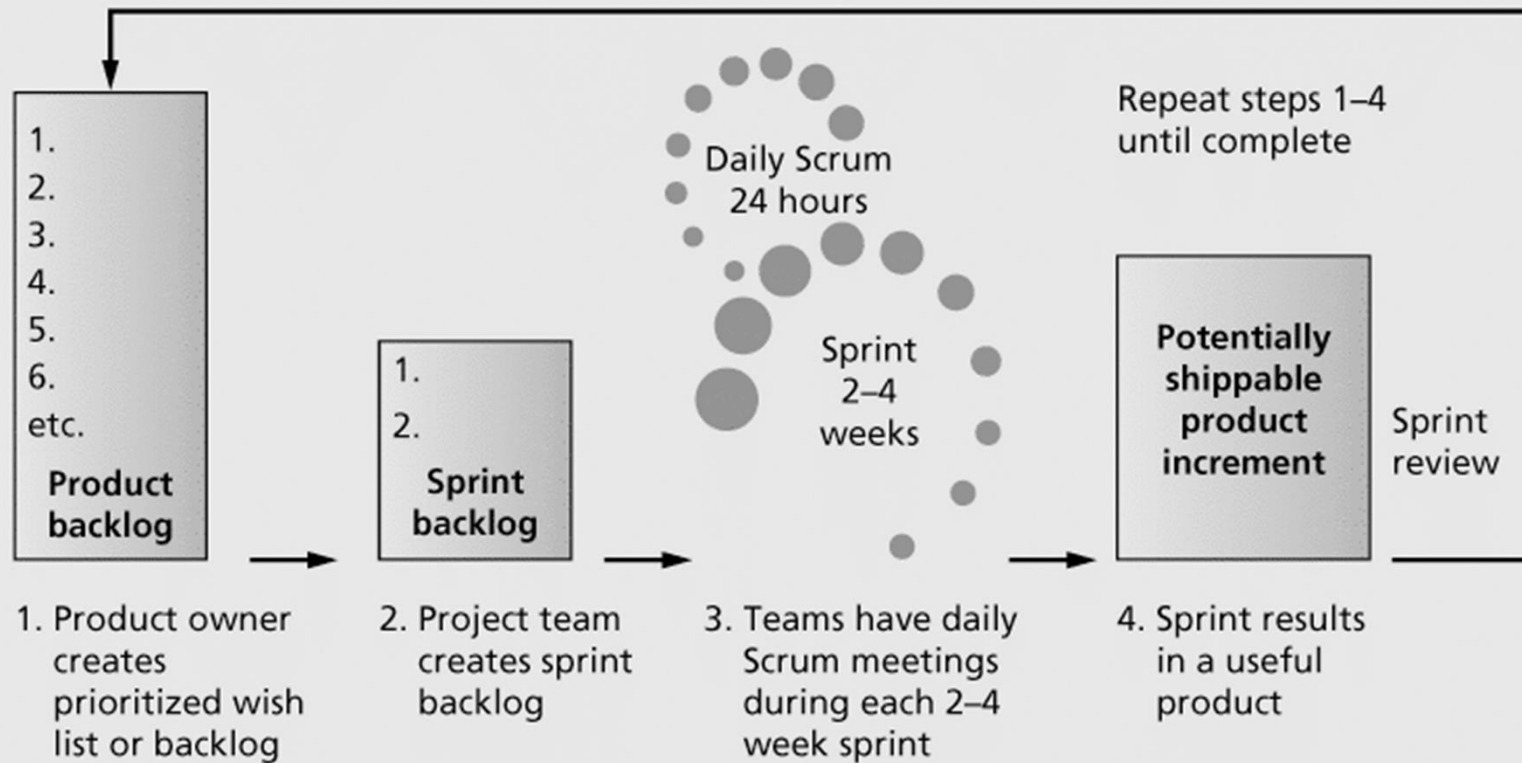 1.
2.
3.
4.
5.
6.
etc.
Product
backlog
1.
2.
Sprint
backlog
Daily Scrum
24 hours
Sprint
2–4
weeks
Repeat steps 1–4
until complete
Potentially
shippable
product
increment
Sprint
review
1. Product owner
creates
prioritized wish
list or backlog
2. Project team
creates sprint
backlog
3. Teams have daily
Scrum meetings
during each 2–4
week sprint
4. Sprint results
in a useful
product